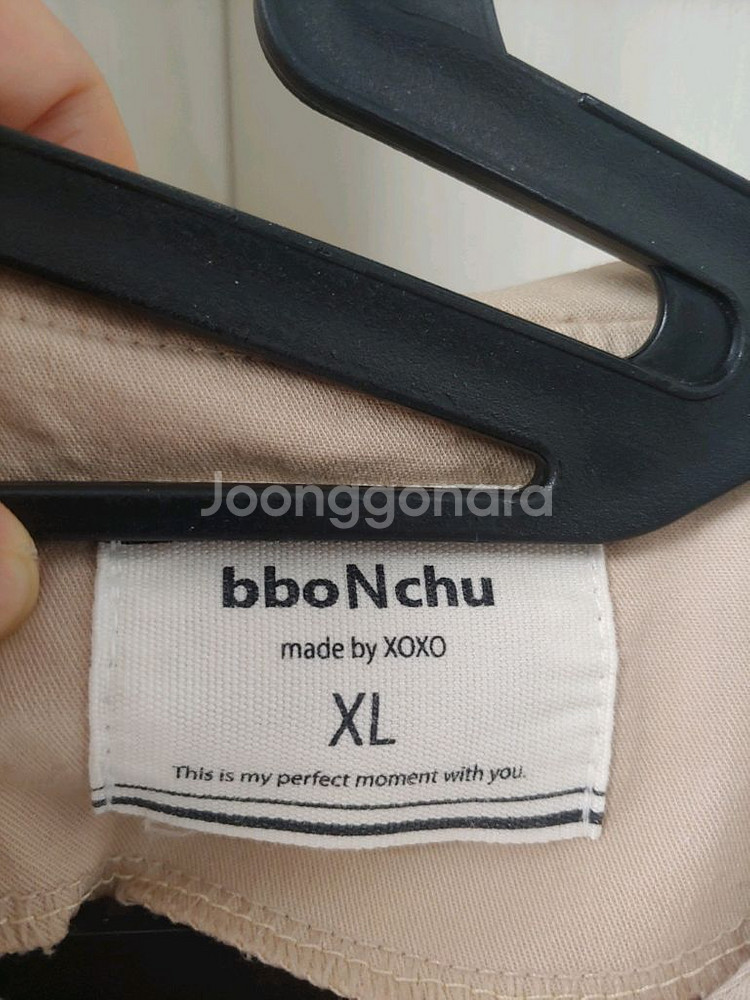 Joonggonara
bboNchu
made by XOXO
XL
This is my perfect moment with you.